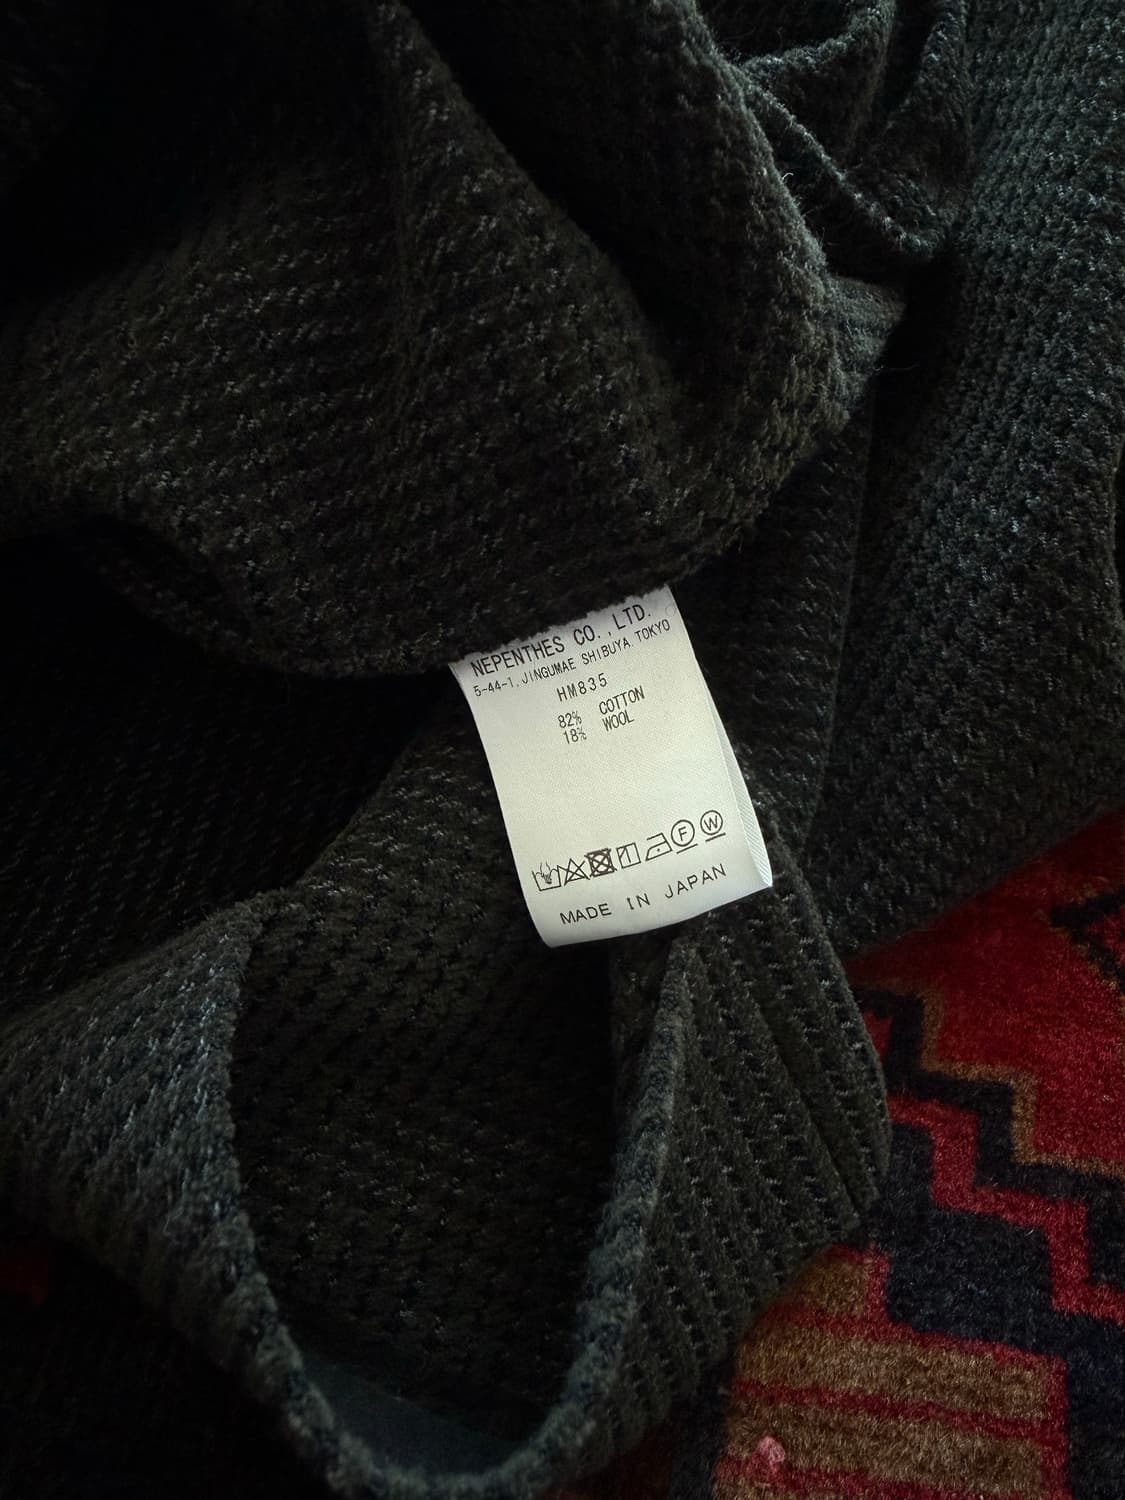 NEPENTHES CO.,LTD.
5-44-1, JINGUMAE SHIBUYA TOKYO
HM835
82% COTTON
18% WOOL
F W
MADE IN JAPAN